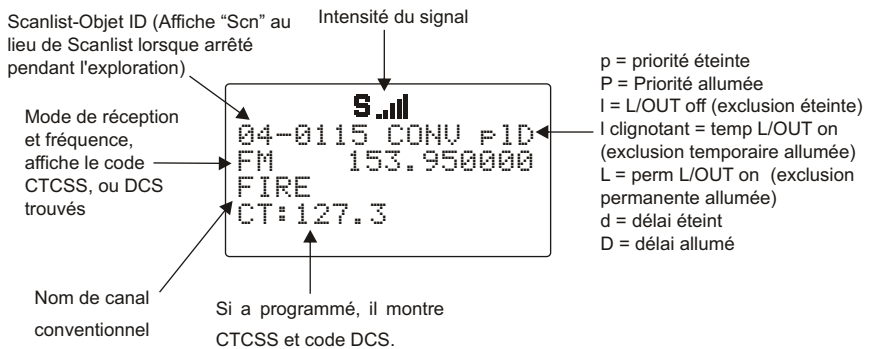 Scanlist-Objet ID (Affiche “Scn” au
lieu de Scanlist lorsque arrêté
pendant l'exploration)
Intensité du signal
Mode de réception
et fréquence,
affiche le code
CTCSS, ou DCS
trouvés
S
04-0115 CONV plD
FM 153.950000
FIRE
CT:127.3
p = priorité éteinte
P = Priorité allumée
l = L/OUT off (exclusion éteinte)
l clignotant = temp L/OUT on
(exclusion temporaire allumée)
L = perm L/OUT on (exclusion
permanente allumée)
d = délai éteint
D = délai allumé
Nom de canal
conventionnel
Si a programmé, il montre
CTCSS et code DCS.